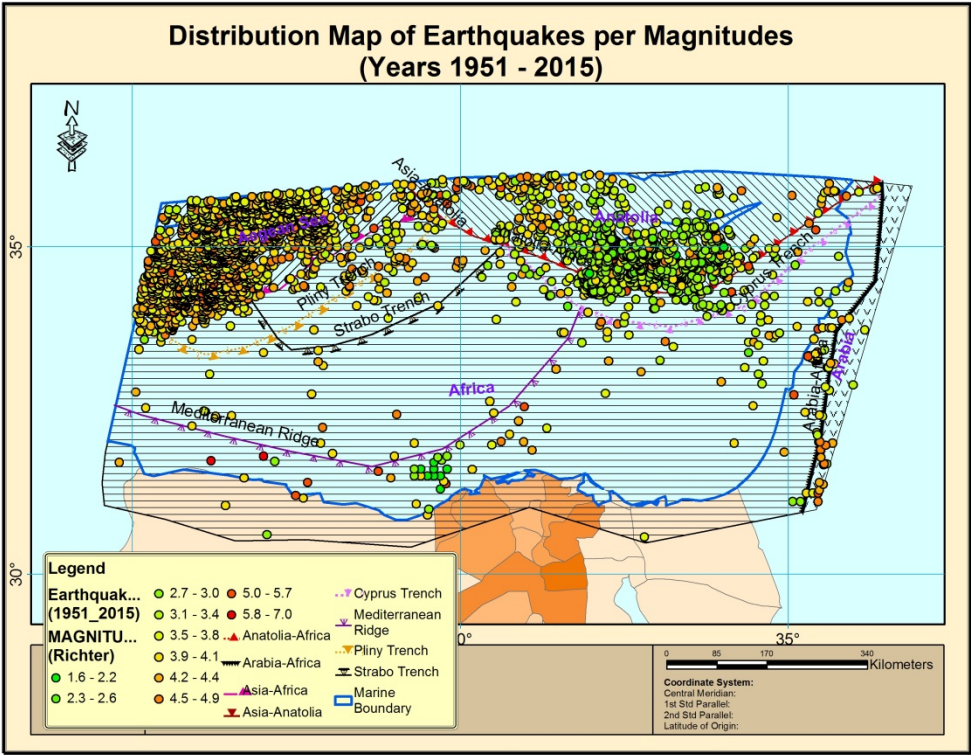 Distribution Map of Earthquakes per Magnitudes
(Years 1951 - 2015)
N
Asia-Anatolia
Aegean Sea
Anatolia
35°
Pliny Trench
Strabo Trench
Cyprus Trench
Africa
Mediterranean Ridge
Arabia-Africa
Arabia
30°
0°
35°
Legend
Earthquak...
(1951_2015)
MAGNITU...
(Richter)
1.6 - 2.2
2.3 - 2.6
2.7 - 3.0
3.1 - 3.4
3.5 - 3.8
3.9 - 4.1
4.2 - 4.4
4.5 - 4.9
5.0 - 5.7
5.8 - 7.0
Anatolia-Africa
Arabia-Africa
Asia-Africa
Asia-Anatolia
Cyprus Trench
Mediterranean
Ridge
Pliny Trench
Strabo Trench
Marine
Boundary
0 85 170 340
Kilometers
Coordinate System:
Central Meridian:
1st Std Parallel:
2nd Std Parallel:
Latitude of Origin: